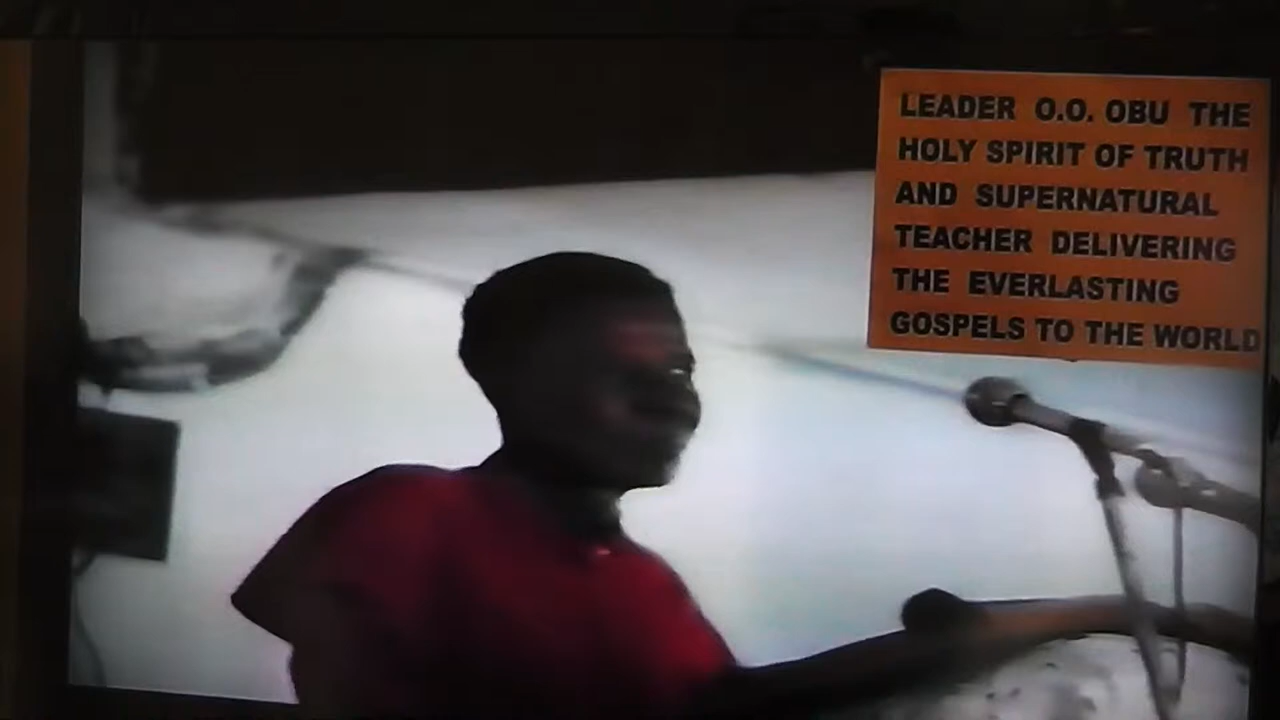 LEADER O.O. OBU THE
HOLY SPIRIT OF TRUTH
AND SUPERNATURAL
TEACHER DELIVERING
THE EVERLASTING
GOSPELS TO THE WORLD